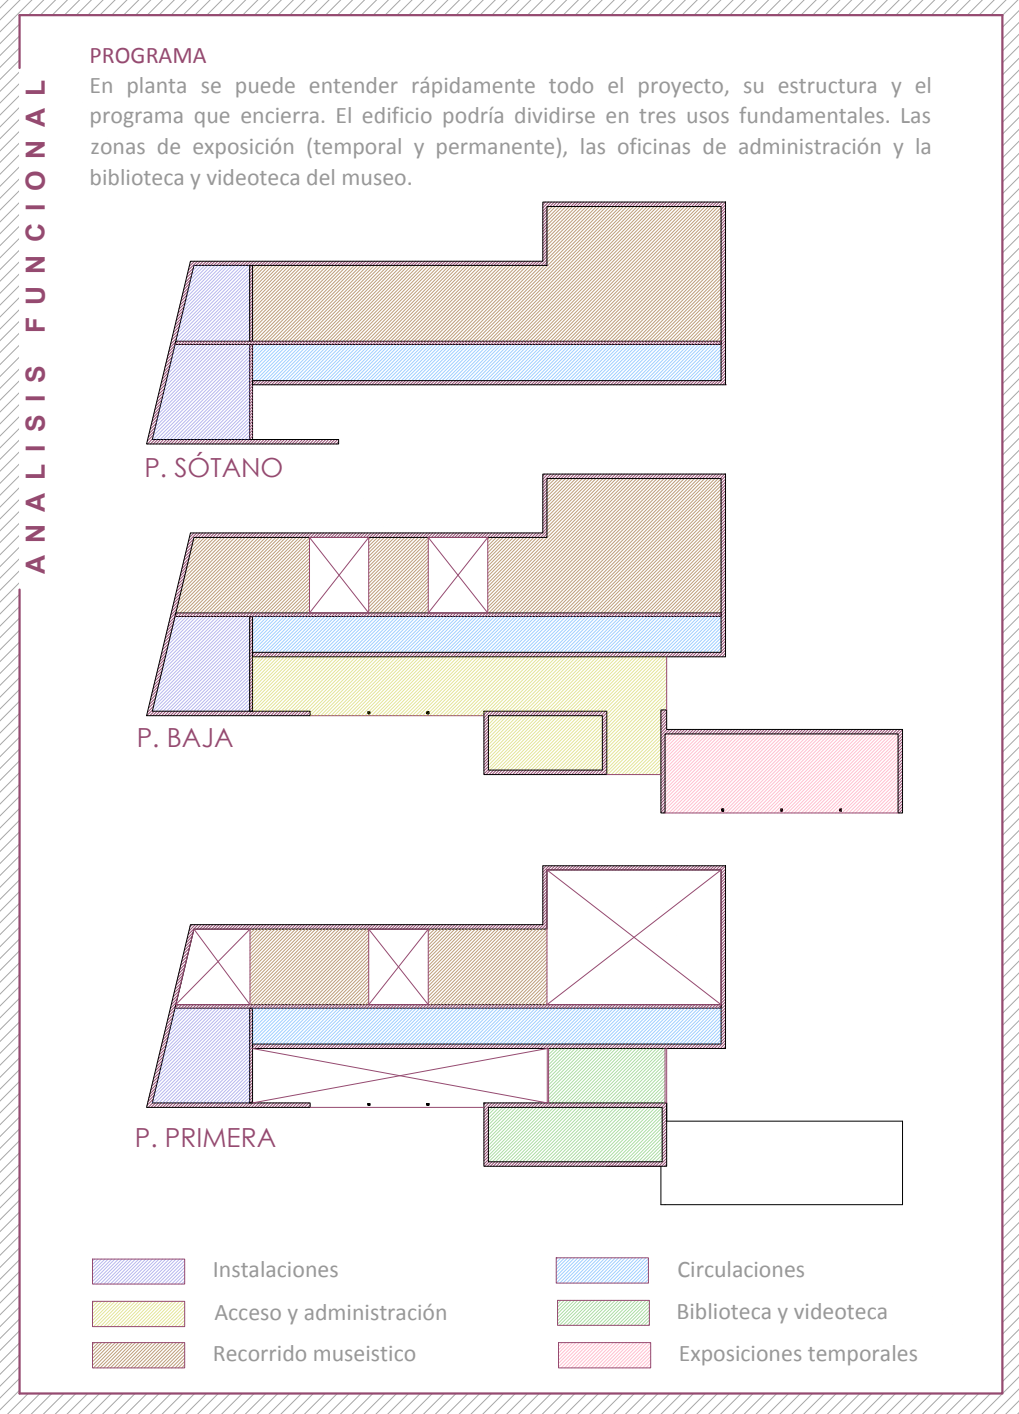 ANALISIS FUNCIONAL
PROGRAMA
En planta se puede entender rápidamente todo el proyecto, su estructura y el
programa que encierra. El edificio podría dividirse en tres usos fundamentales. Las
zonas de exposición (temporal y permanente), las oficinas de administración y la
biblioteca y videoteca del museo.
P. SÓTANO
P. BAJA
P. PRIMERA
Instalaciones
Circulaciones
Acceso y administración
Biblioteca y videoteca
Recorrido museistico
Exposiciones temporales